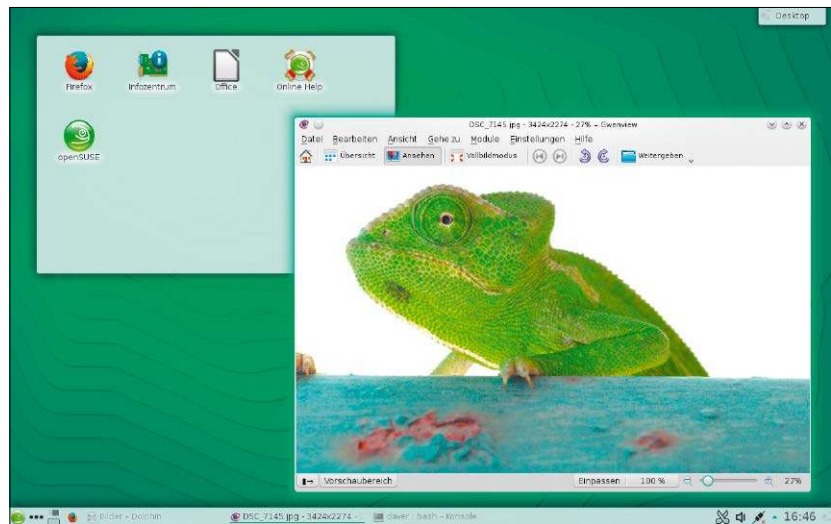 Desktop
Firefox
Infozentrum
Office
Online Help
openSUSE
DSC_7145.jpg - 3424x2274 - 27% - Gwenview
Datei Bearbeiten Ansicht Gehe zu Module Einstellungen Hilfe
Übersicht Ansehen Vollbildmodus Weitergeben
Vorschaubereich Einpassen 100 % 27%
Bilder - Dolphin DSC_7145.jpg - 3424x2274 - bash - Konsole 16:46